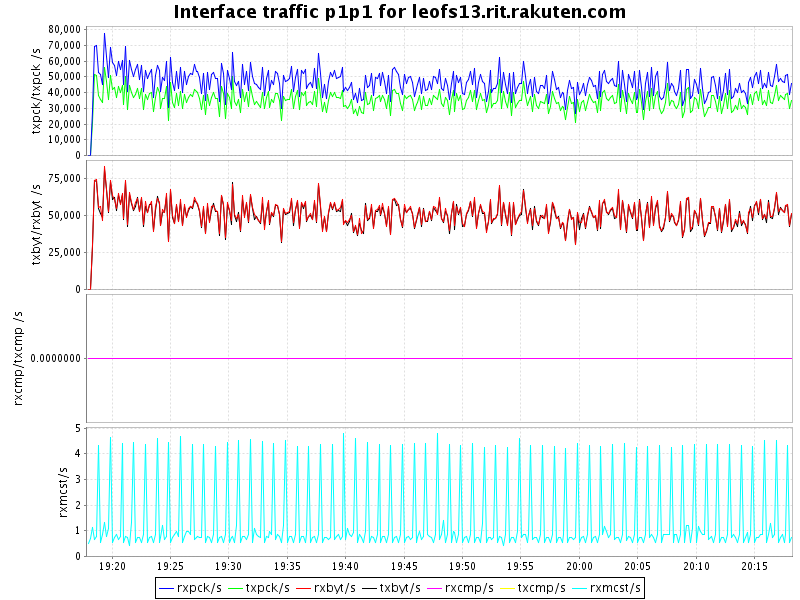 Interface traffic p1p1 for leofs13.rit.rakuten.com
txpck/txpck /s
80,000
70,000
60,000
50,000
40,000
30,000
20,000
10,000
0
txbyt/rxbyt /s
75,000
50,000
25,000
0
rxcmp/txcmp /s
0.0000000
rxmcst/s
5
4
3
2
1
0
19:20 19:25 19:30 19:35 19:40 19:45 19:50 19:55 20:00 20:05 20:10 20:15
rxpck/s txpck/s rxbyt/s txbyt/s rxcmp/s txcmp/s rxmcst/s